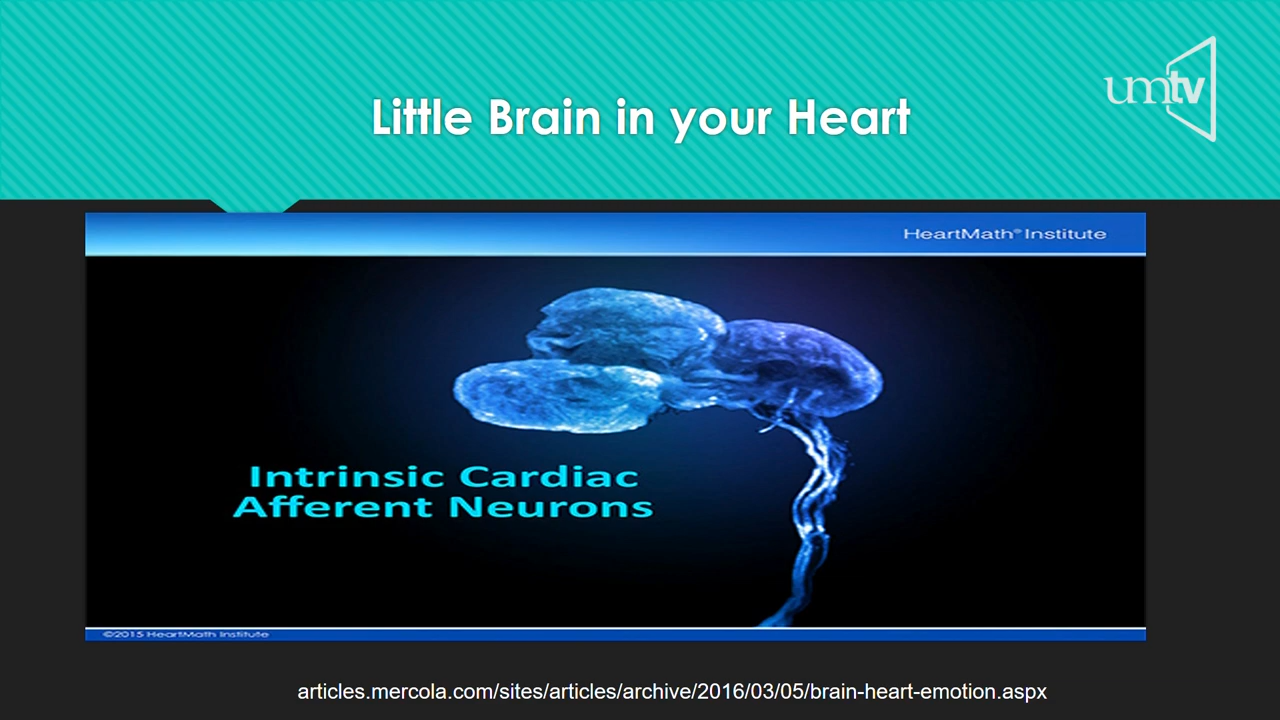 umtv
Little Brain in your Heart
HeartMath® Institute
Intrinsic Cardiac
Afferent Neurons
©2015 HeartMath Institute
articles.mercola.com/sites/articles/archive/2016/03/05/brain-heart-emotion.aspx